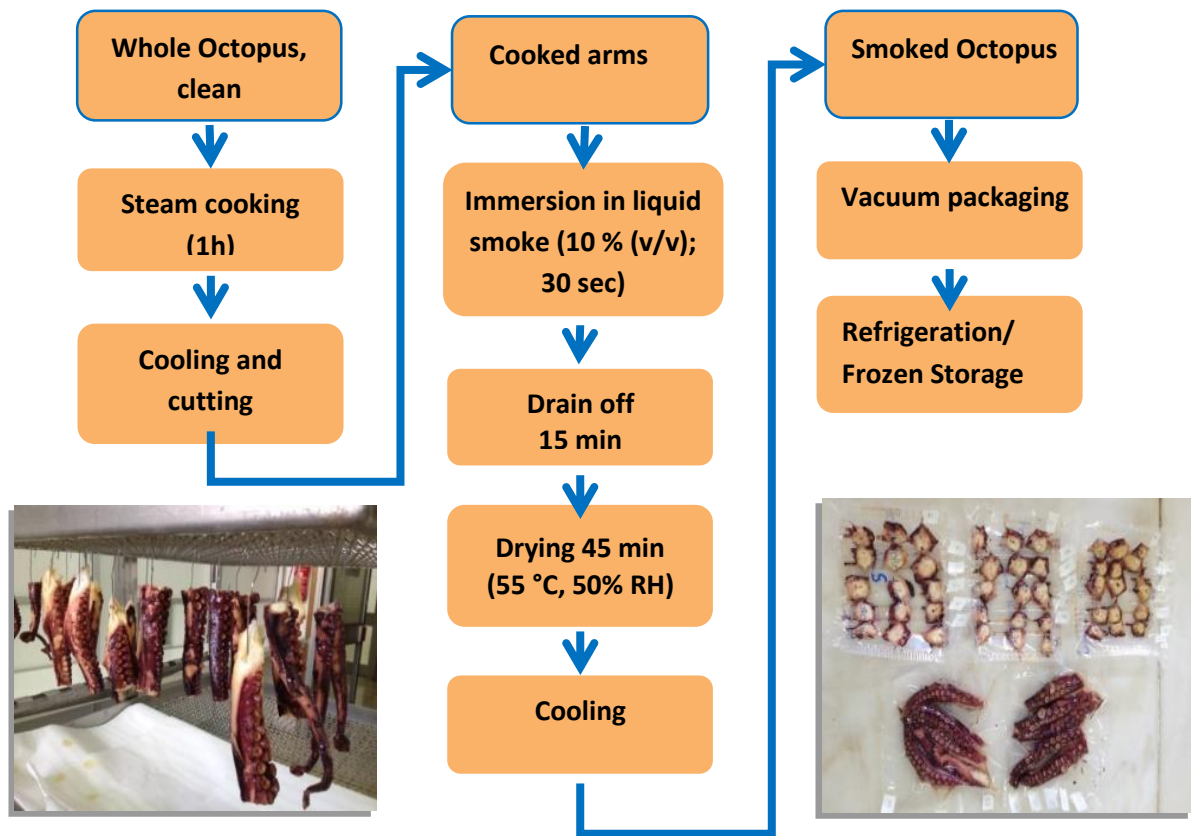 Whole Octopus,
clean
Steam cooking
(1h)
Cooling and
cutting
Cooked arms
Immersion in liquid
smoke (10 % (v/v);
30 sec)
Drain off
15 min
Drying 45 min
(55 °C, 50% RH)
Cooling
Smoked Octopus
Vacuum packaging
Refrigeration/
Frozen Storage